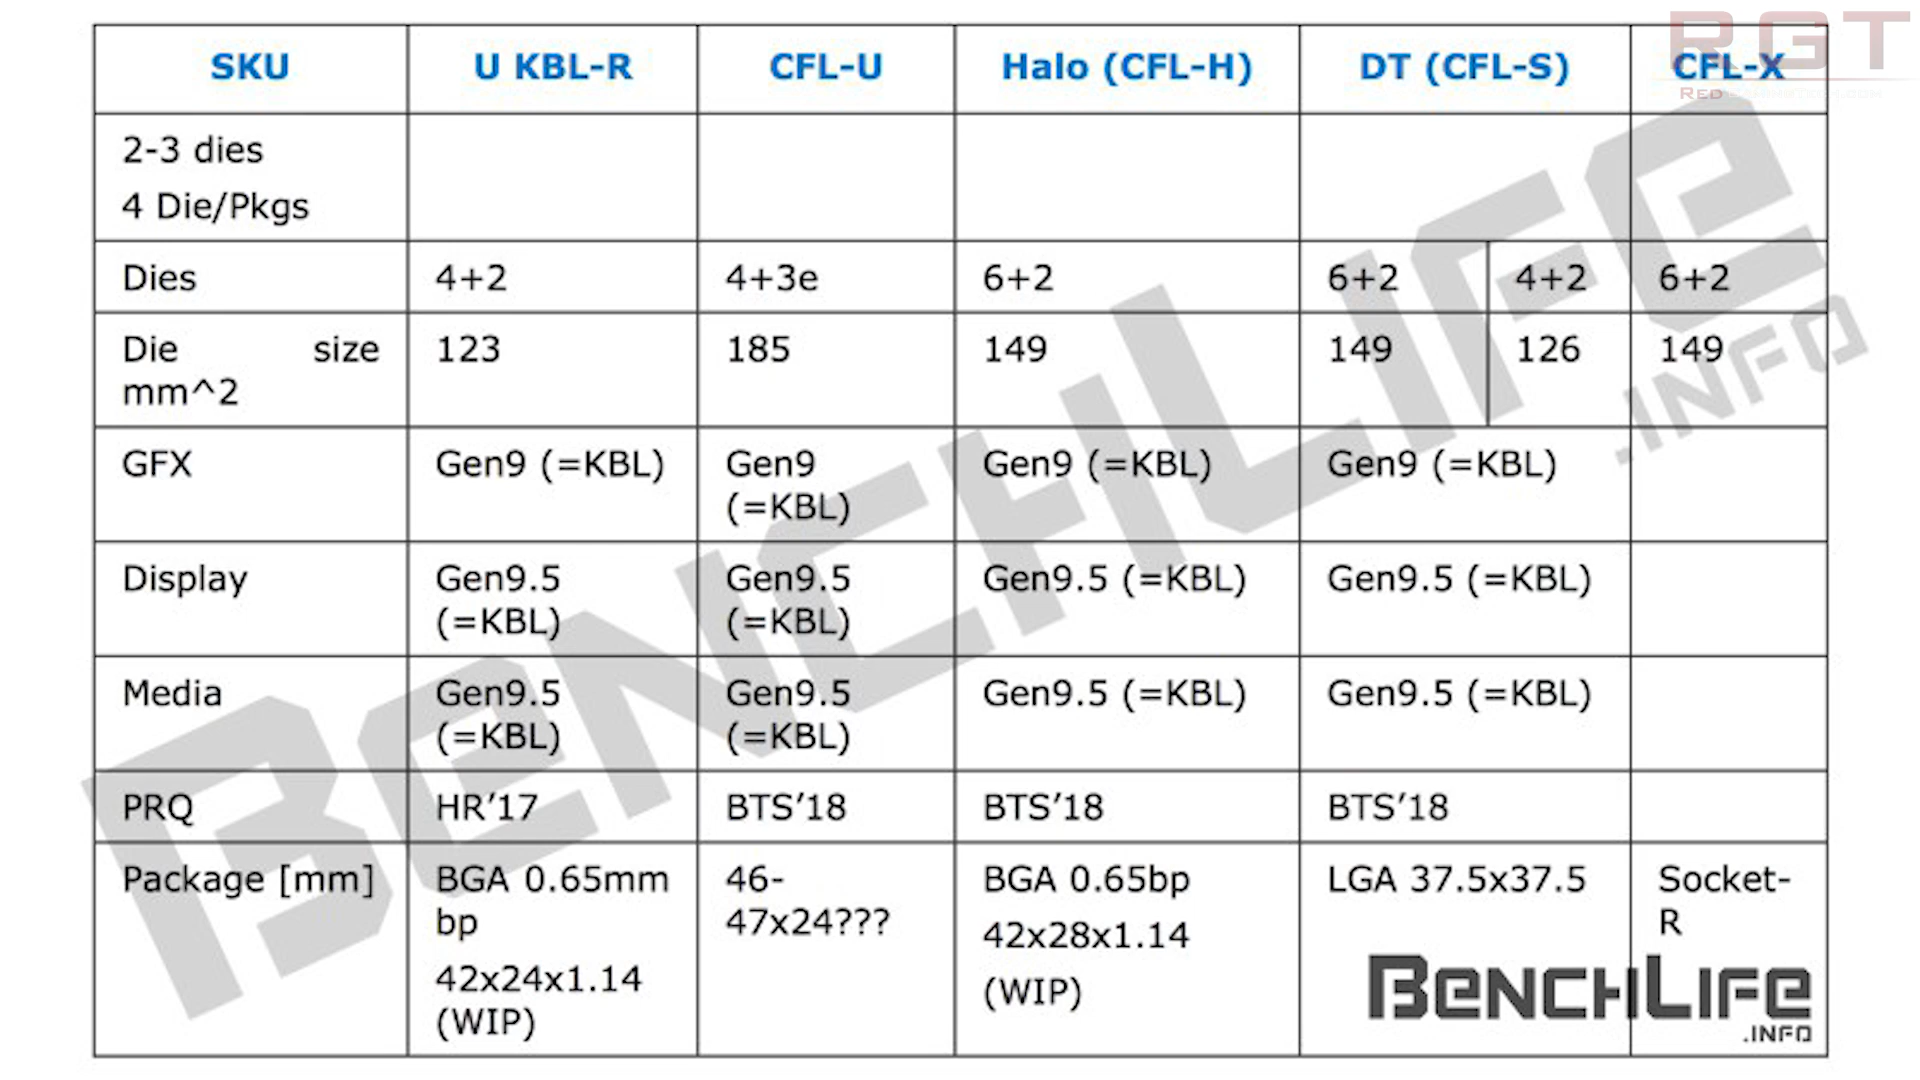 RGT
SKU U KBL-R CFL-U Halo (CFL-H) DT (CFL-S) CFL-X
Red
2-3 dies
4 Die/Pkgs
Dies 4+2 4+3e 6+2 6+2 4+2 6+2
Die size 123 185 149 149 126 149
mm^2
GFX Gen9 (=KBL) Gen9 Gen9 (=KBL) Gen9 (=KBL)
(=KBL)
Display Gen9.5 Gen9.5 Gen9.5 (=KBL) Gen9.5 (=KBL)
(=KBL) (=KBL)
Media Gen9.5 Gen9.5 Gen9.5 (=KBL) Gen9.5 (=KBL)
(=KBL) (=KBL)
PRQ HR’17 BTS’18 BTS’18 BTS’18
Package [mm] BGA 0.65mm 46- BGA 0.65bp LGA 37.5x37.5 Socket-
bp 47x24??? 42x28x1.14 R
42x24x1.14 (WIP)
(WIP)
BENCHLIFE
.INFO
BENCHLIFE
.INFO